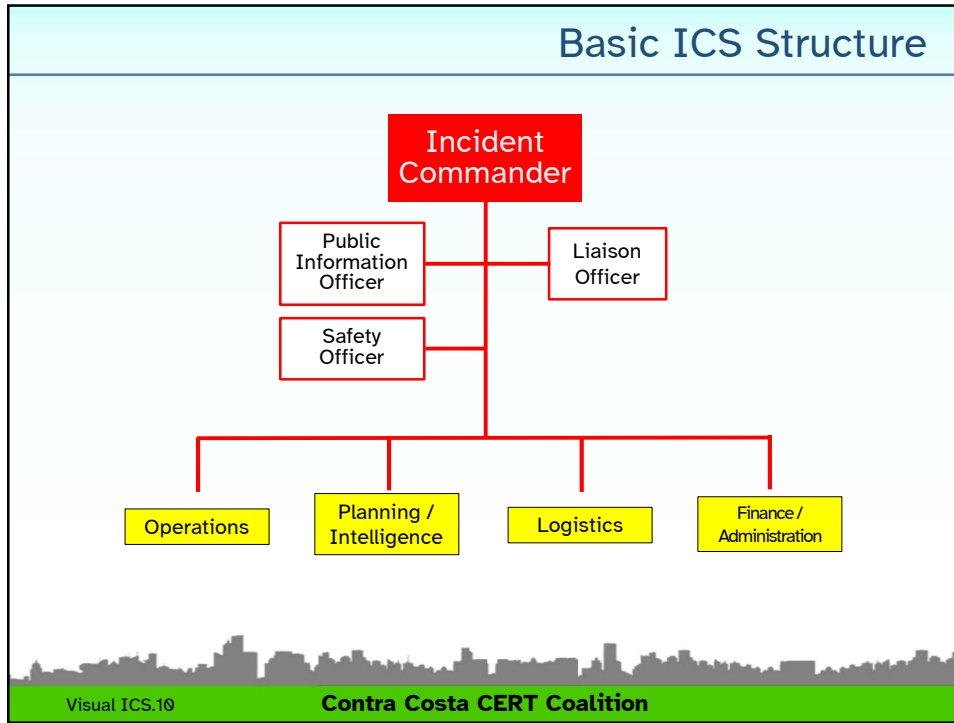 Basic ICS Structure
Incident
Commander
Public
Information
Officer
Liaison
Officer
Safety
Officer
Operations
Planning /
Intelligence
Logistics
Finance /
Administration
Visual ICS.10
Contra Costa CERT Coalition